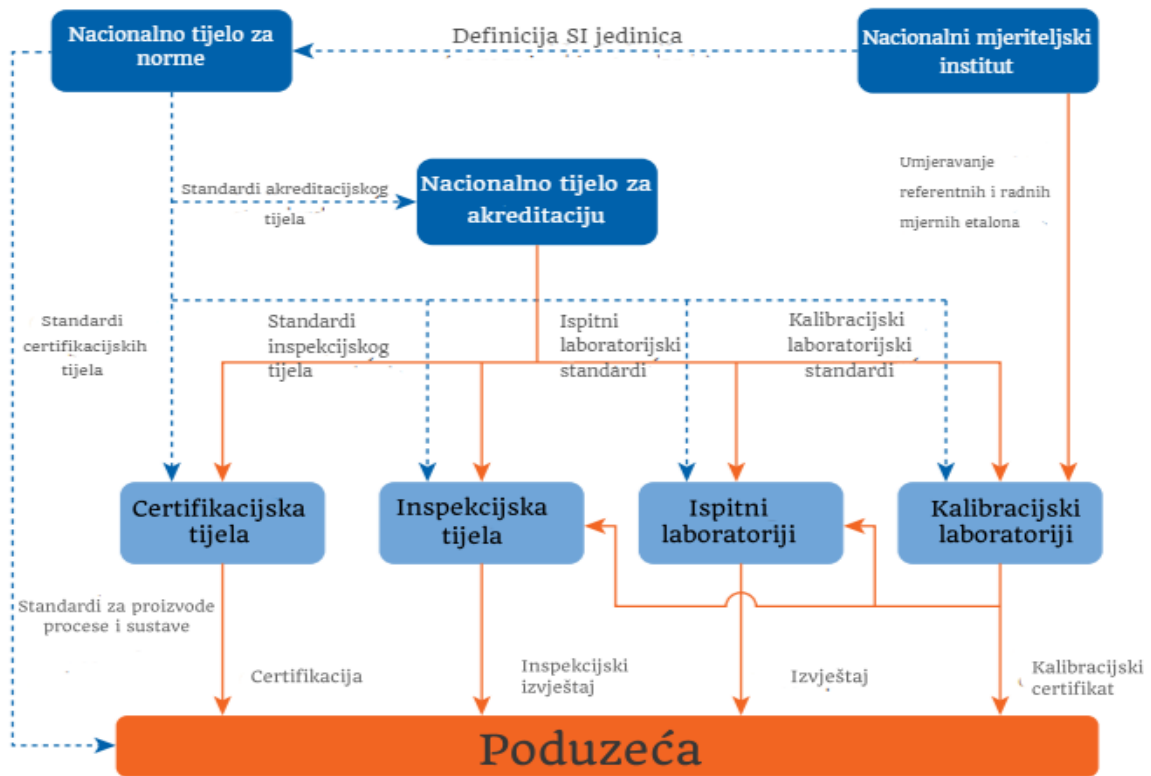 Nacionalno tijelo za
norme
Definicija SI jedinica
Nacionalni mjeriteljski
institut
Umjeravanje
referentnih i radnih
mjernih etalona
Standardi akreditacijskog
tijela
Nacionalno tijelo za
akreditaciju
Standardi
certifikacijskih
tijela
Standardi
inspekcijskog
tijela
Ispitni
laboratorijski
standardi
Kalibracijski
laboratorijski
standardi
Certifikacijska
tijela
Inspekcijska
tijela
Ispitni
laboratoriji
Kalibracijski
laboratoriji
Standardi za proizvode
procese i sustave
Certifikacija
Inspekcijski
izvještaj
Izvještaj
Kalibracijski
certifikat
Poduzeća